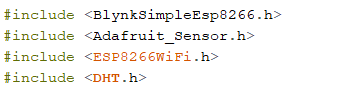 #include <BlynkSimpleEsp8266.h>
#include <Adafruit_Sensor.h>
#include <ESP8266WiFi.h>
#include <DHT.h>